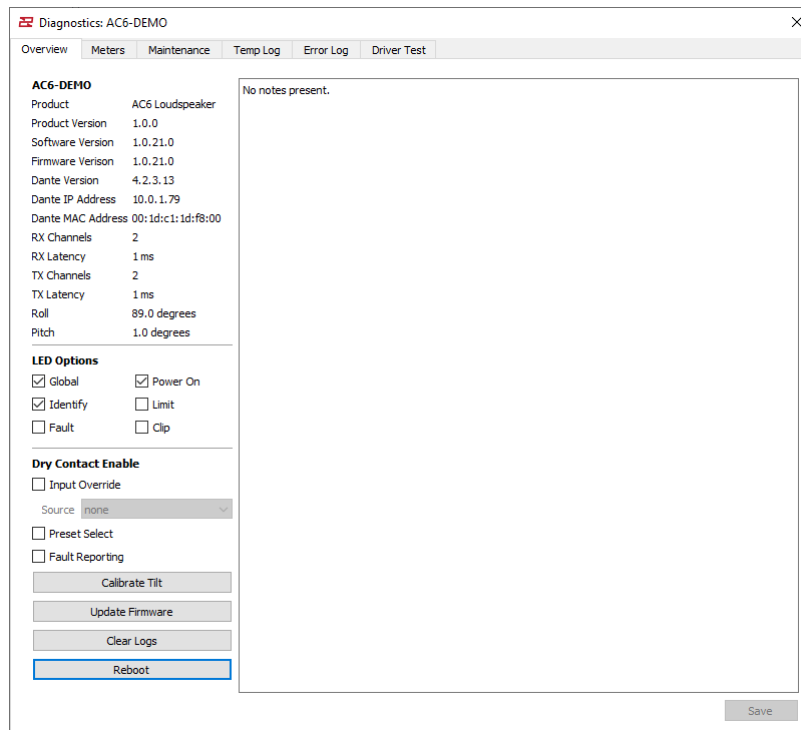 Diagnostics: AC6-DEMO
Overview Meters Maintenance Temp Log Error Log Driver Test
AC6-DEMO
Product AC6 Loudspeaker
Product Version 1.0.0
Software Version 1.0.21.0
Firmware Verison 1.0.21.0
Dante Version 4.2.3.13
Dante IP Address 10.0.1.79
Dante MAC Address 00:1d:c1:1d:f8:00
RX Channels 2
RX Latency 1 ms
TX Channels 2
TX Latency 1 ms
Roll 89.0 degrees
Pitch 1.0 degrees
LED Options
Global Power On
Identify Limit
Fault Clip
Dry Contact Enable
Input Override
Source none
Preset Select
Fault Reporting
Calibrate Tilt
Update Firmware
Clear Logs
Reboot
No notes present.
Save